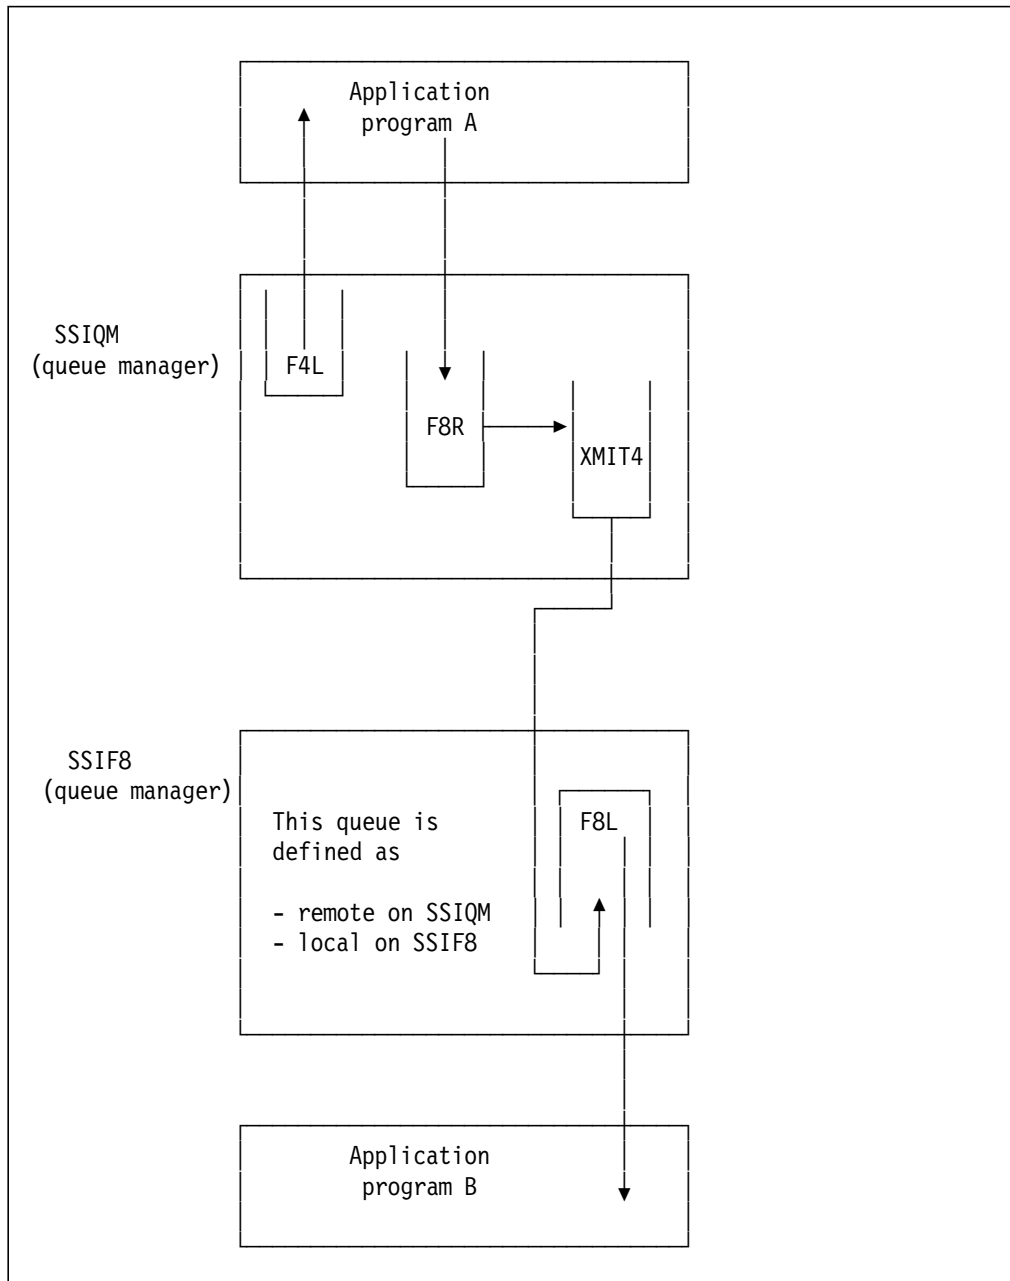 Application
program A
SSIQM
(queue manager)
F4L
F8R
XMIT4
SSIF8
(queue manager)
This queue is
defined as
- remote on SSIQM
- local on SSIF8
F8L
Application
program B